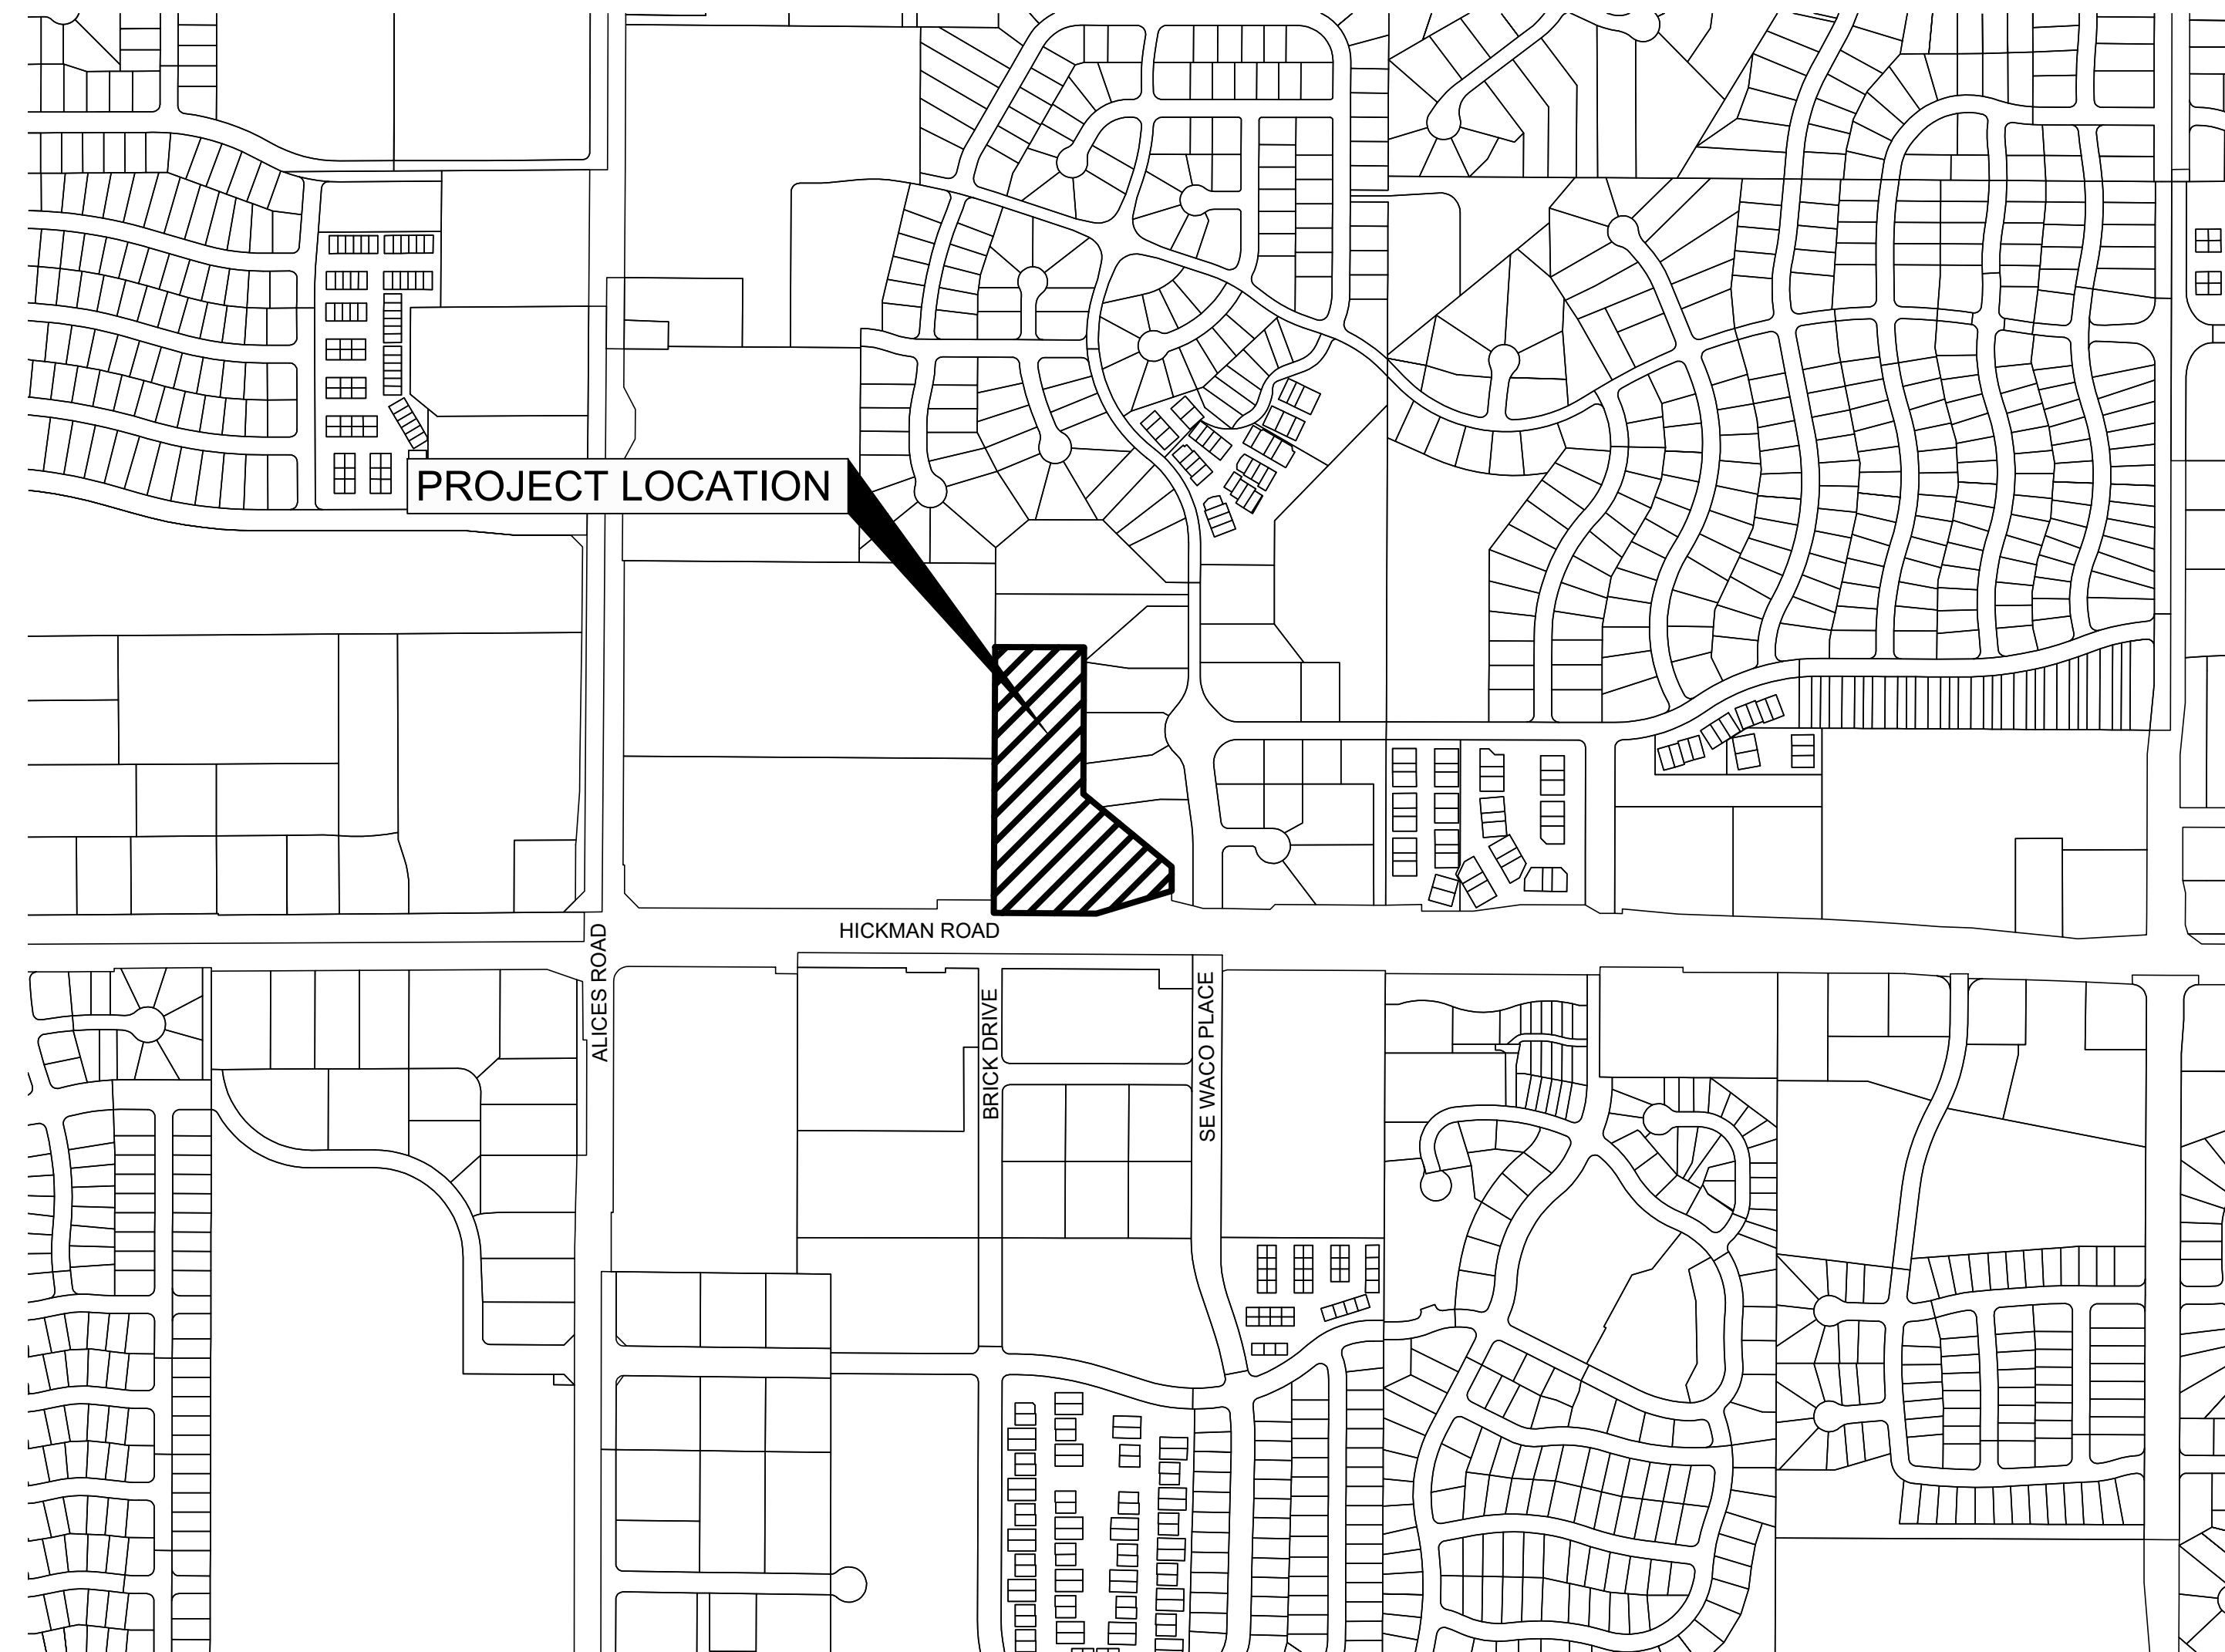 PROJECT LOCATION
HICKMAN ROAD
ALICES ROAD
BRICK DRIVE
SE WACO PLACE